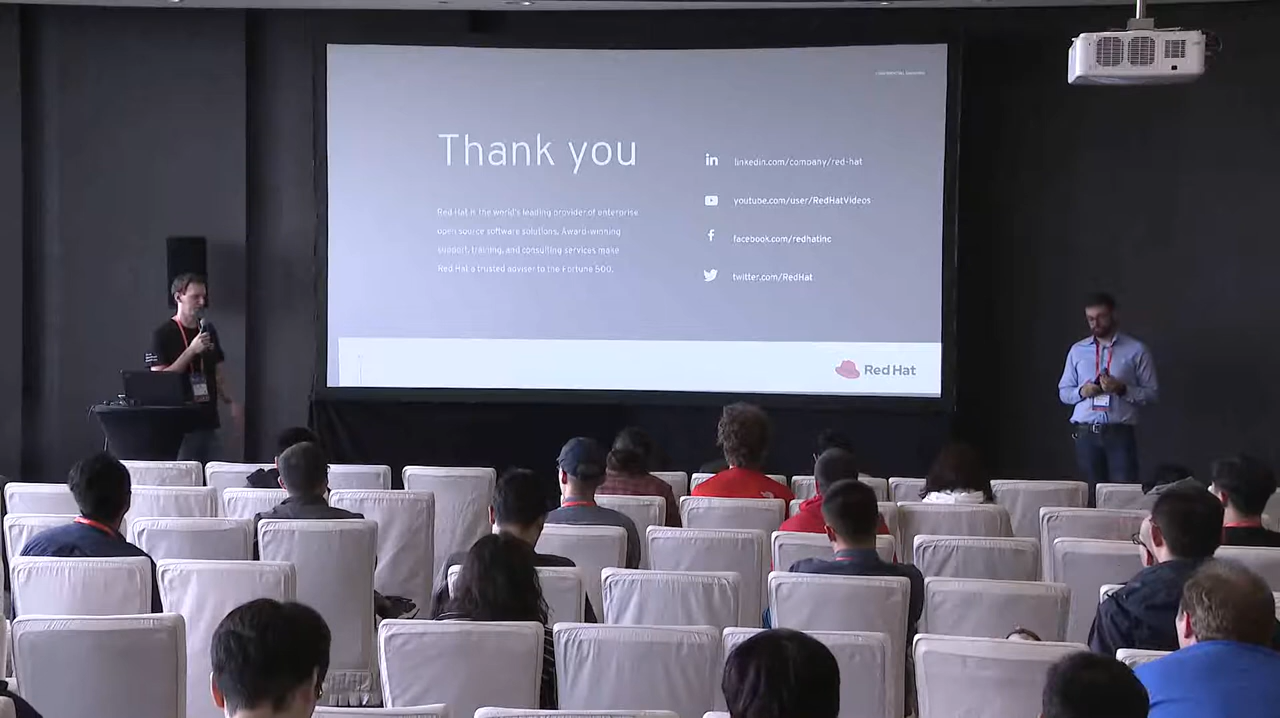 Thank you
Red Hat is the world's leading provider of enterprise
open source software solutions. Award-winning
support, training, and consulting services make
Red Hat a trusted adviser to the Fortune 500.
linkedin.com/company/red-hat
youtube.com/user/RedHatVideos
facebook.com/redhatinc
twitter.com/RedHat
Red Hat